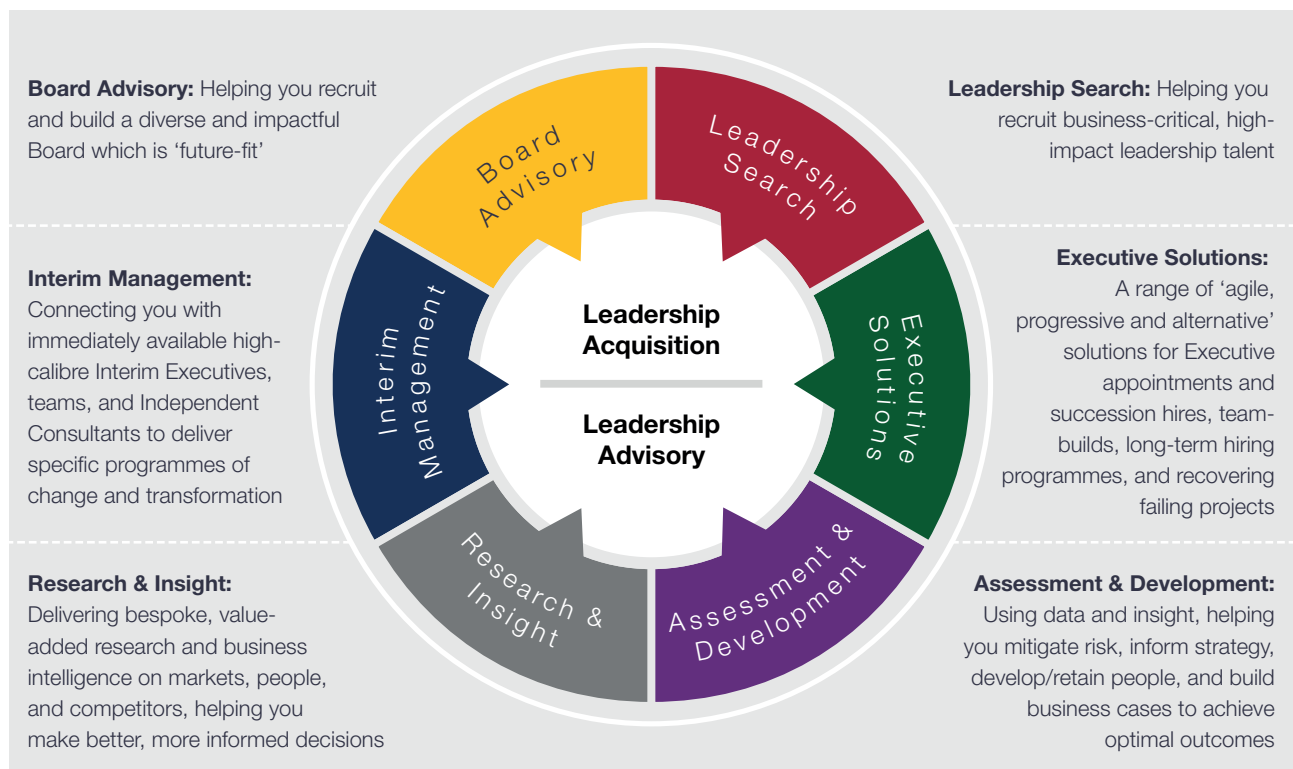 Board Advisory: Helping you recruit
and build a diverse and impactful
Board which is ‘future-fit’
Interim Management:
Connecting you with
immediately available high-
calibre Interim Executives,
teams, and Independent
Consultants to deliver
specific programmes of
change and transformation
Research & Insight:
Delivering bespoke, value-
added research and business
intelligence on markets, people,
and competitors, helping you
make better, more informed decisions
Board
Advisory
Leadership
Search
Interim
Management
Executive
Solutions
Research &
Insight
Assessment &
Development
Leadership
Acquisition
Leadership
Advisory
Leadership Search: Helping you
recruit business-critical, high-
impact leadership talent
Executive Solutions:
A range of ‘agile,
progressive and alternative’
solutions for Executive
appointments and
succession hires, team-
builds, long-term hiring
programmes, and recovering
failing projects
Assessment & Development:
Using data and insight, helping
you mitigate risk, inform strategy,
develop/retain people, and build
business cases to achieve
optimal outcomes